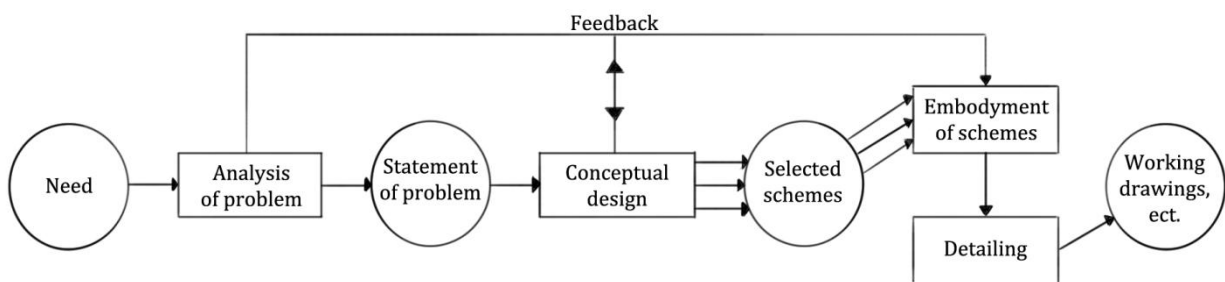 Feedback
Need
Analysis
of problem
Statement
of problem
Conceptual
design
Selected
schemes
Embodyment
of schemes
Detailing
Working
drawings,
ect.